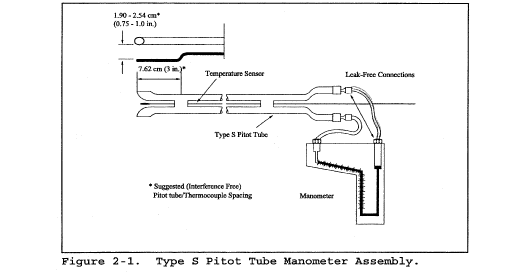 1.90 - 2.54 cm*
(0.75 - 1.0 in.)
7.62 cm (3 in.)*
Temperature Sensor
Leak-Free Connections
Type S Pitot Tube
* Suggested (Interference Free)
Pitot tube/Thermocouple Spacing
Manometer
Figure 2-1. Type S Pitot Tube Manometer Assembly.